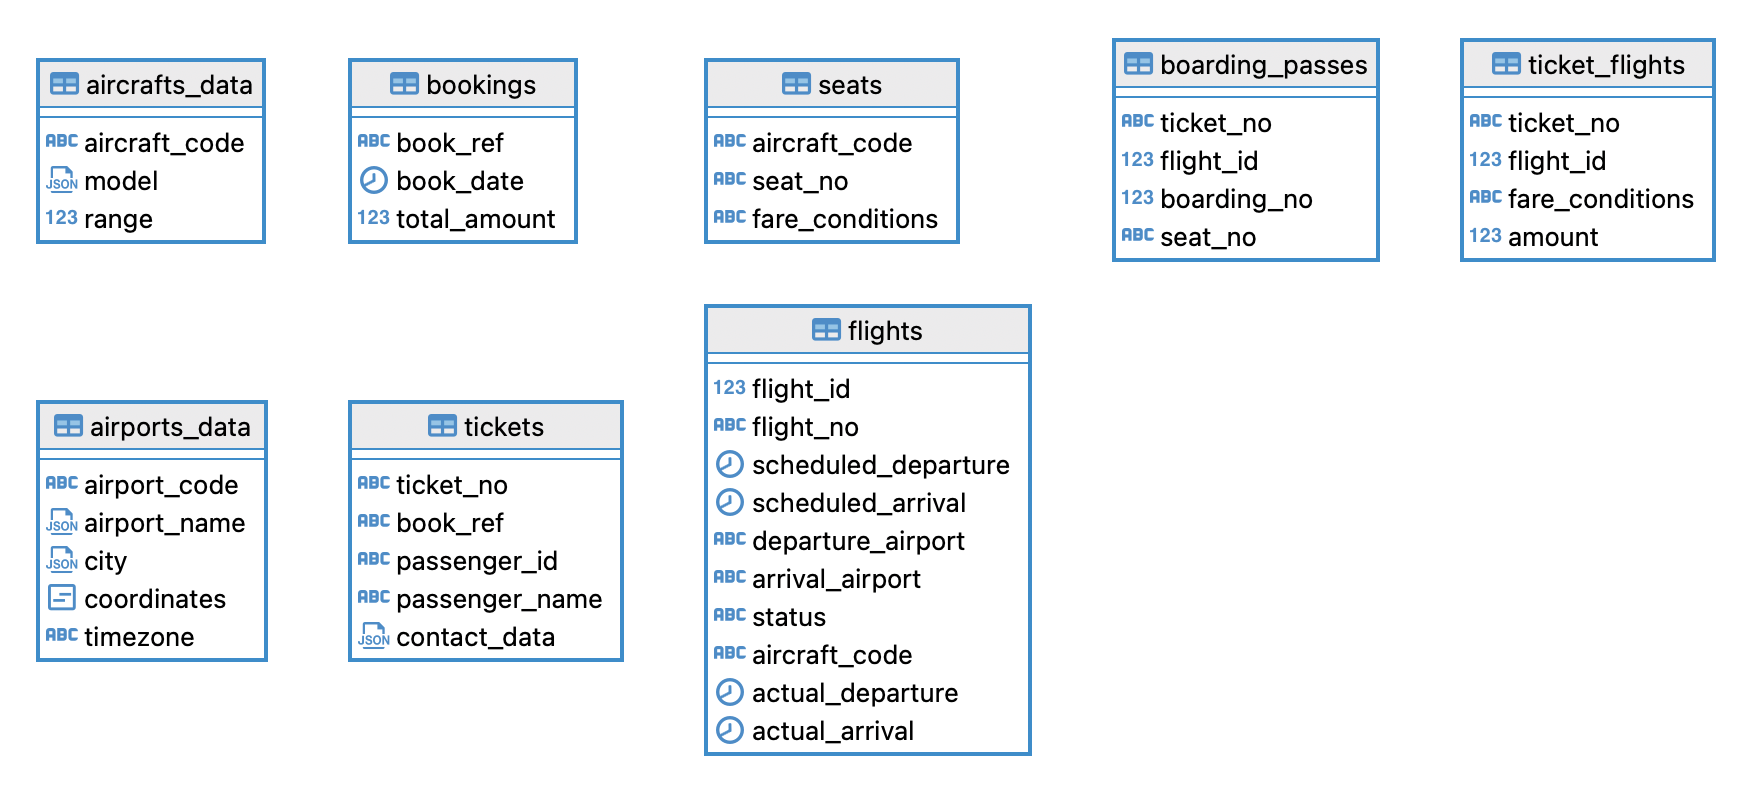 aircrafts_data
ABC aircraft_code
JSON model
123 range
bookings
ABC book_ref
book_date
123 total_amount
seats
ABC aircraft_code
ABC seat_no
ABC fare_conditions
boarding_passes
ABC ticket_no
123 flight_id
123 boarding_no
ABC seat_no
ticket_flights
ABC ticket_no
123 flight_id
ABC fare_conditions
123 amount
airports_data
ABC airport_code
JSON airport_name
JSON city
coordinates
ABC timezone
tickets
ABC ticket_no
ABC book_ref
ABC passenger_id
ABC passenger_name
JSON contact_data
flights
123 flight_id
ABC flight_no
scheduled_departure
scheduled_arrival
ABC departure_airport
ABC arrival_airport
ABC status
ABC aircraft_code
actual_departure
actual_arrival